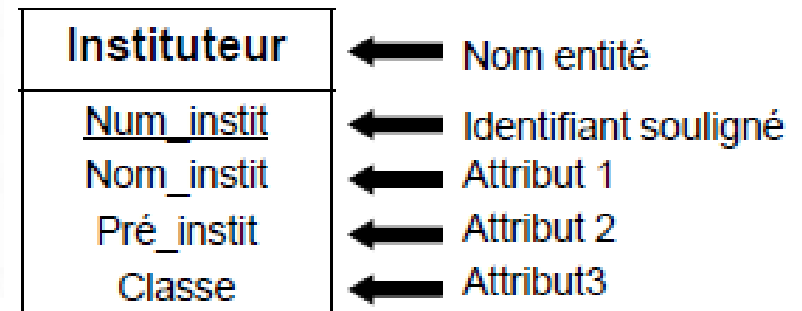 Instituteur Nom entité
Num_instit Identifiant souligné
Nom_instit Attribut 1
Pré_instit Attribut 2
Classe Attribut3